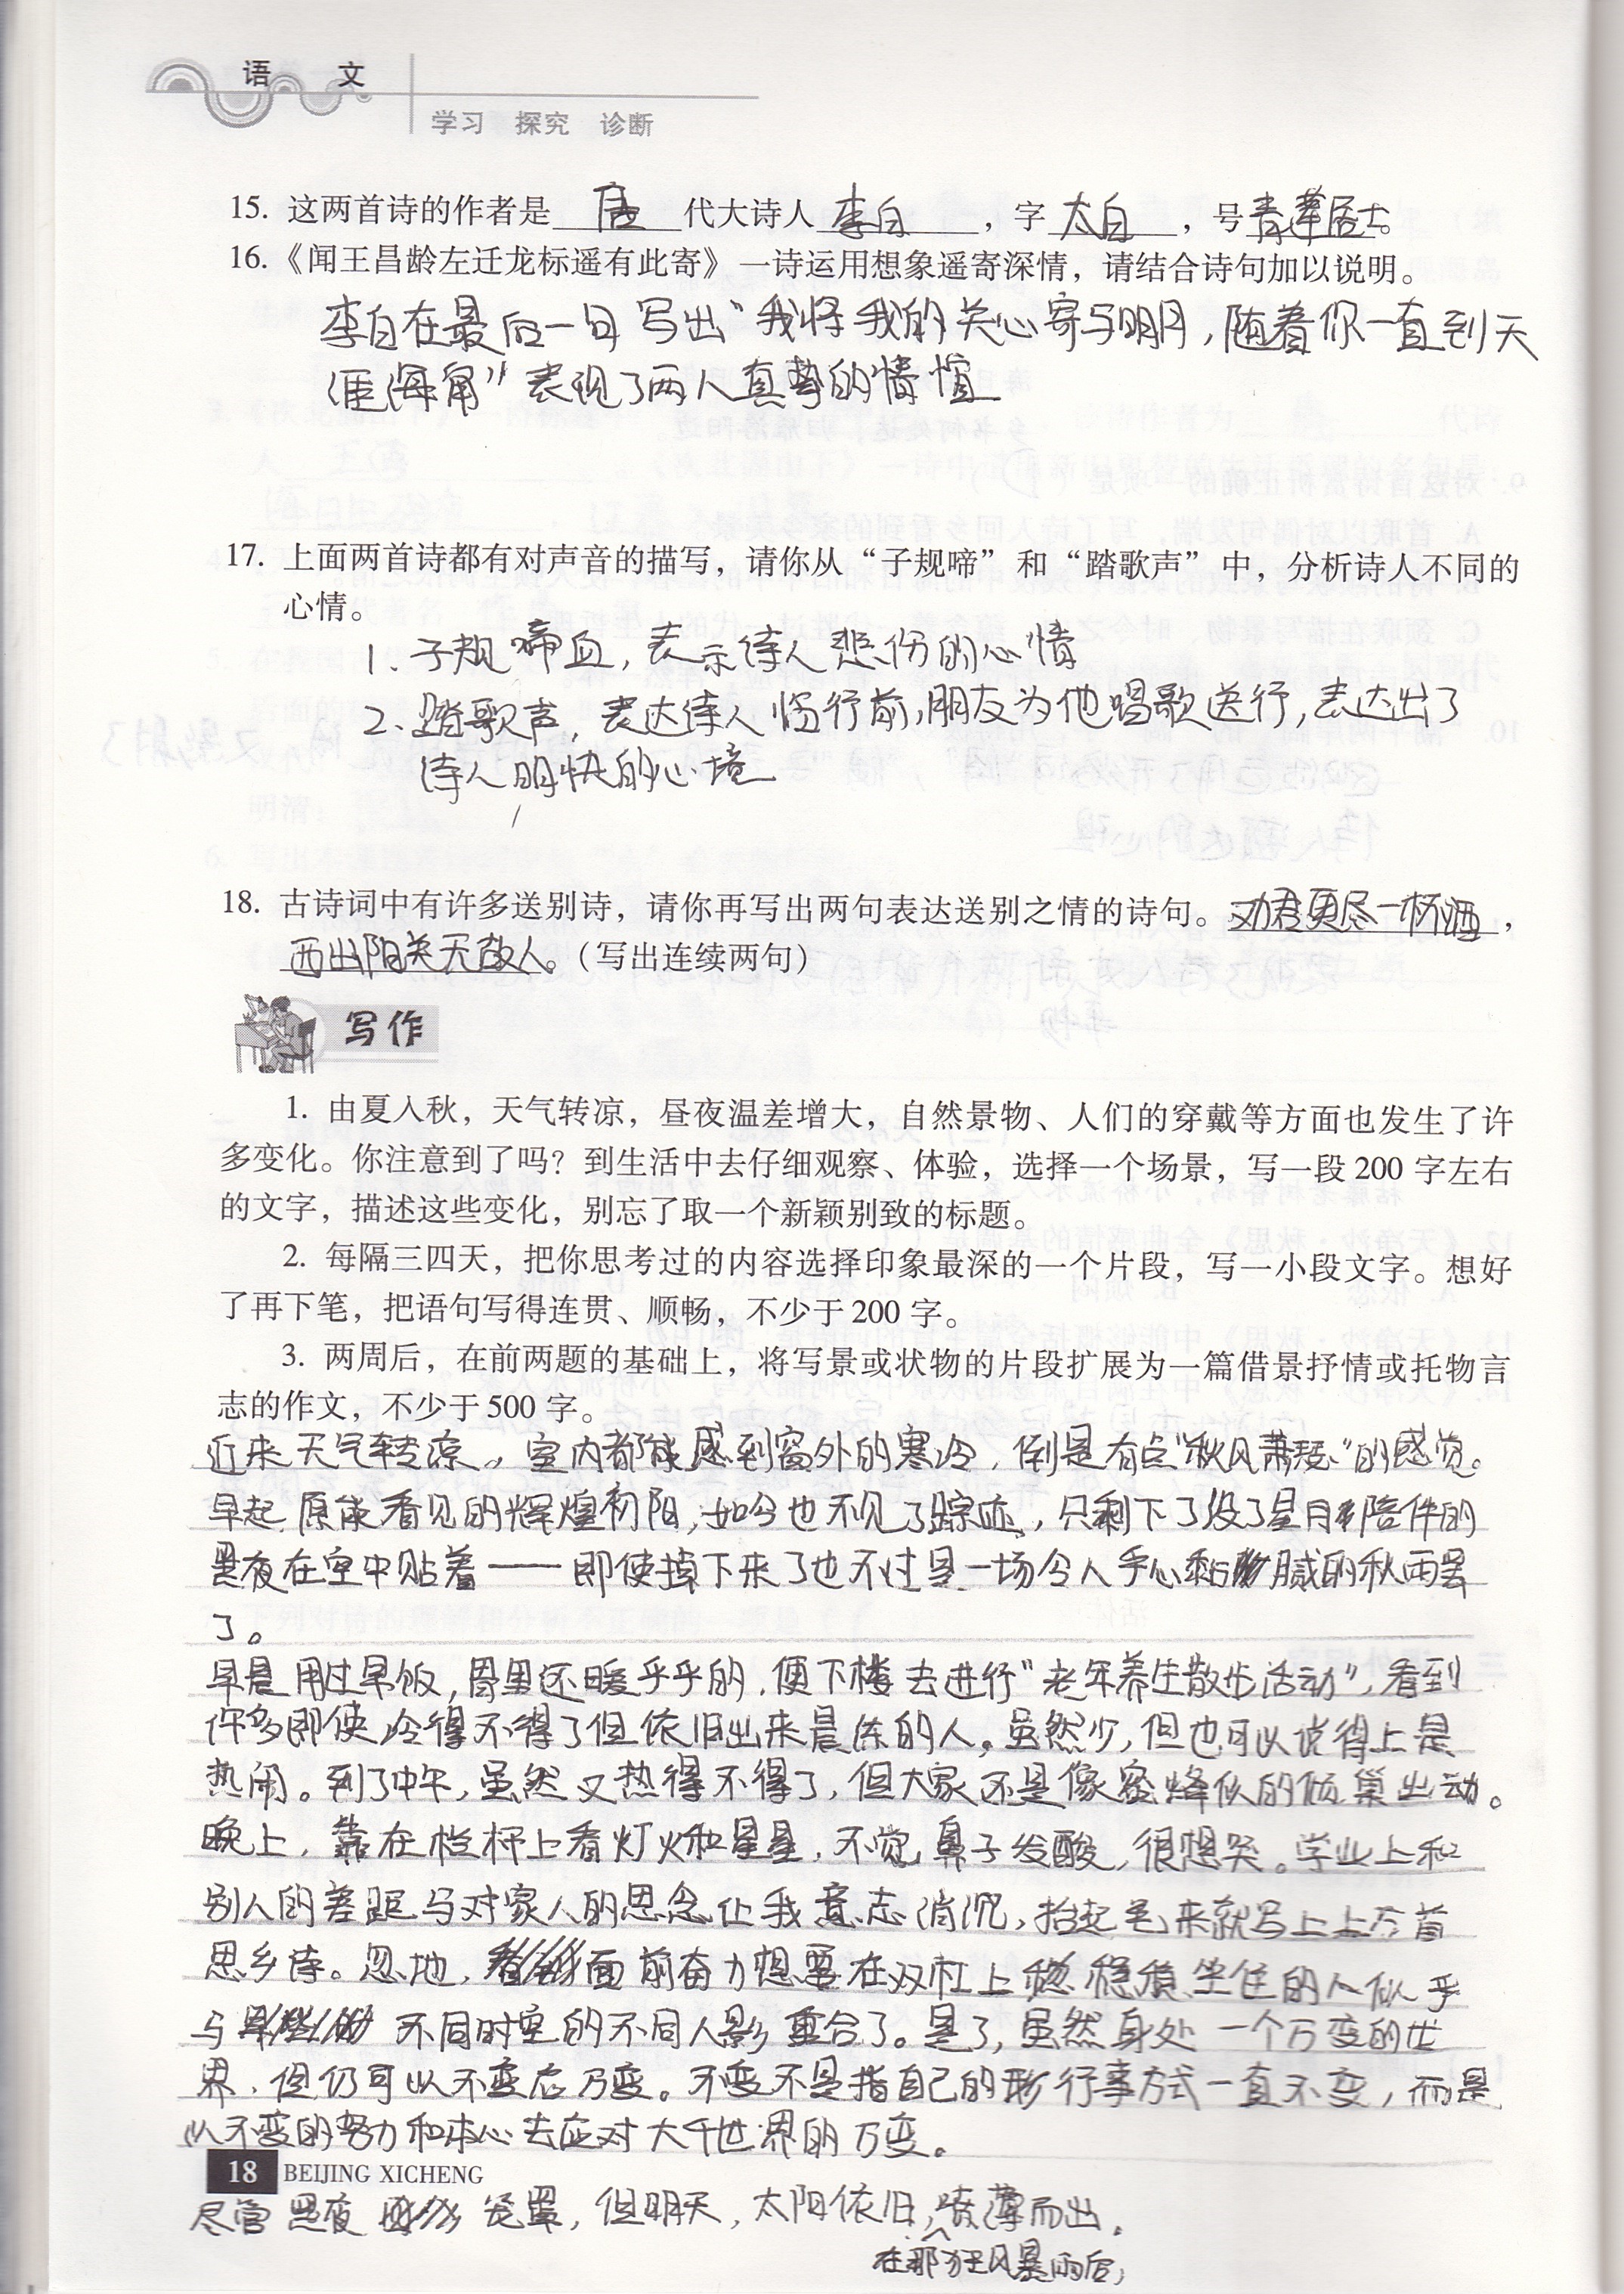 语 文
学习 探究 诊断
15. 这两首诗的作者是 唐 代大诗人 李白 ，字 太白 ，号青莲居士。
16.《闻王昌龄左迁龙标遥有此寄》一诗运用想象遥寄深情，请结合诗句加以说明。
李白在最后一句写出“我将我的关心寄与明月，随着你一直到天
涯海角”表现了两人真挚的情谊
17. 上面两首诗都有对声音的描写，请你从“子规啼”和“踏歌声”中，分析诗人不同的
心情。
1. 子规啼血，表示诗人悲伤的心情
2、踏歌声，表达诗人临行前，朋友为他唱歌送行，表达出了
诗人明快的心境
18. 古诗词中有许多送别诗，请你再写出两句表达送别之情的诗句。劝君更尽一杯酒，
西出阳关无故人。（写出连续两句）
写作
1. 由夏入秋，天气转凉，昼夜温差增大，自然景物、人们的穿戴等方面也发生了许
多变化。你注意到了吗？到生活中去仔细观察、体验，选择一个场景，写一段 200 字左右
的文字，描述这些变化，别忘了取一个新颖别致的标题。
2. 每隔三四天，把你思考过的内容选择印象最深的一个片段，写一小段文字。想好
了再下笔，把语句写得连贯、顺畅，不少于 200 字。
3. 两周后，在前两题的基础上，将写景或状物的片段扩展为一篇借景抒情或托物言
志的作文，不少于 500 字。
近来天气转凉，室内都能感到窗外的寒冷，倒是有点“秋风萧瑟”的感觉。
早起，原能看见的辉煌初阳，如今也不见了踪迹，只剩下了没了星月陪伴的
黑夜在空中贴着——即使掉下来了也不过是一场令人手心黏腻的秋雨罢
了。
早晨用过早饭，胃里还暖乎乎的，便下楼去进行“老年养生散步活动”，看到
许多即使冷得不得了但依旧出来晨练的人。虽然少，但也可以说得上是
热闹。到了中午，虽然又热得不得了，但大家还是像蜜蜂似的倾巢出动。
晚上，靠在栏杆上看灯火和星星，不觉鼻子发酸，很想哭。学业上和
别人的差距与对家人的思念让我意志消沉，抬起笔来就写上上万首
思乡诗。忽地，面前奋力想要在双杠上稳稳坐住的人似乎
与 不同时空的不同人影重合了。是了，虽然身处一个万变的世
界，但仍可以不变应万变。不变不是指自己的行事方式一直不变，而是
以不变的努力和本心去应对大千世界的万变。
18 BEIJING XICHENG
尽管黑夜笼罩，但明天，太阳依旧喷薄而出。
在那狂风暴雨后，